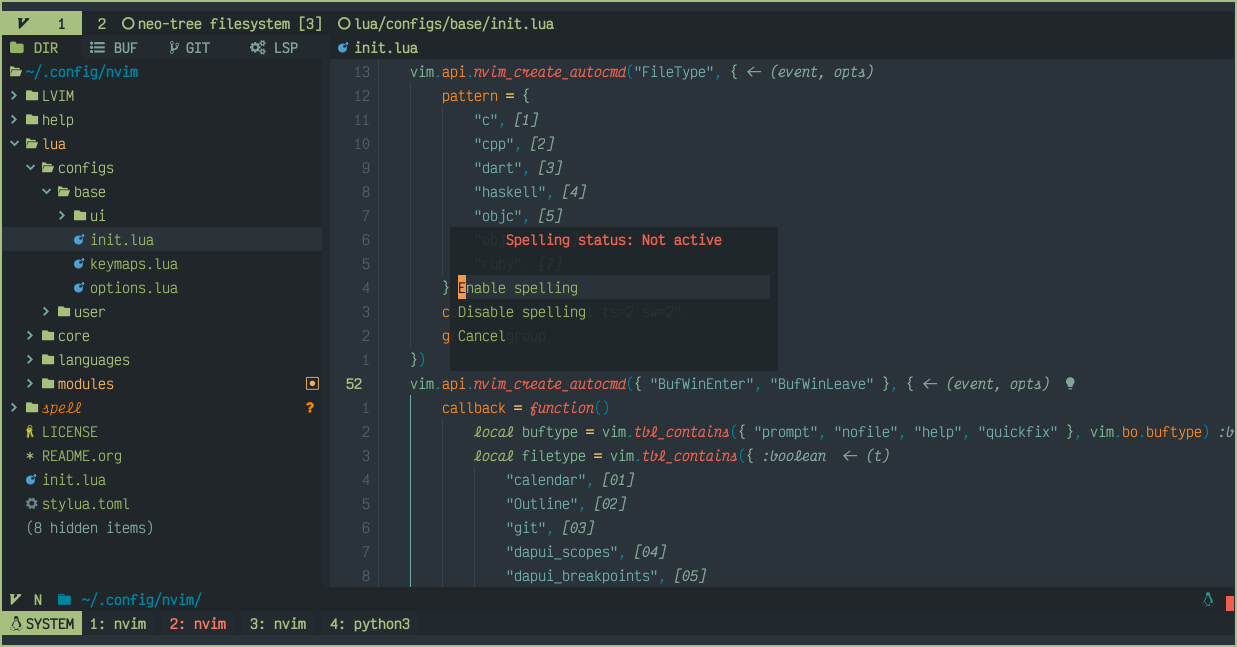 1 2 neo-tree filesystem [3] lua/configs/base/init.lua
DIR BUF GIT LSP
init.lua
~/.config/nvim
LVIM
help
lua
configs
base
ui
init.lua
keymaps.lua
options.lua
user
core
languages
modules
spell ?
LICENSE
* README.org
init.lua
stylua.toml
(8 hidden items)
13 vim.api.nvim_create_autocmd("FileType", { ← (event, opts)
12 pattern = {
11 "c", [1]
10 "cpp", [2]
9 "dart", [3]
8 "haskell", [4]
7 "objc", [5]
6 "obj
5 "ruby", [7]
4 }
3 c l ts=2 sw=2",
2 g group
1 })
Spelling status: Not active
Enable spelling
Disable spelling
Cancel
52 vim.api.nvim_create_autocmd({ "BufWinEnter", "BufWinLeave" }, { ← (event, opts)
1 callback = function()
2 local buftype = vim.tbl_contains({ "prompt", "nofile", "help", "quickfix" }, vim.bo.buftype) :b
3 local filetype = vim.tbl_contains({ :boolean ← (t)
4 "calendar", [01]
5 "Outline", [02]
6 "git", [03]
7 "dapui_scopes", [04]
8 "dapui_breakpoints", [05]
N ~/.config/nvim/
SYSTEM 1: nvim 2: nvim 3: nvim 4: python3